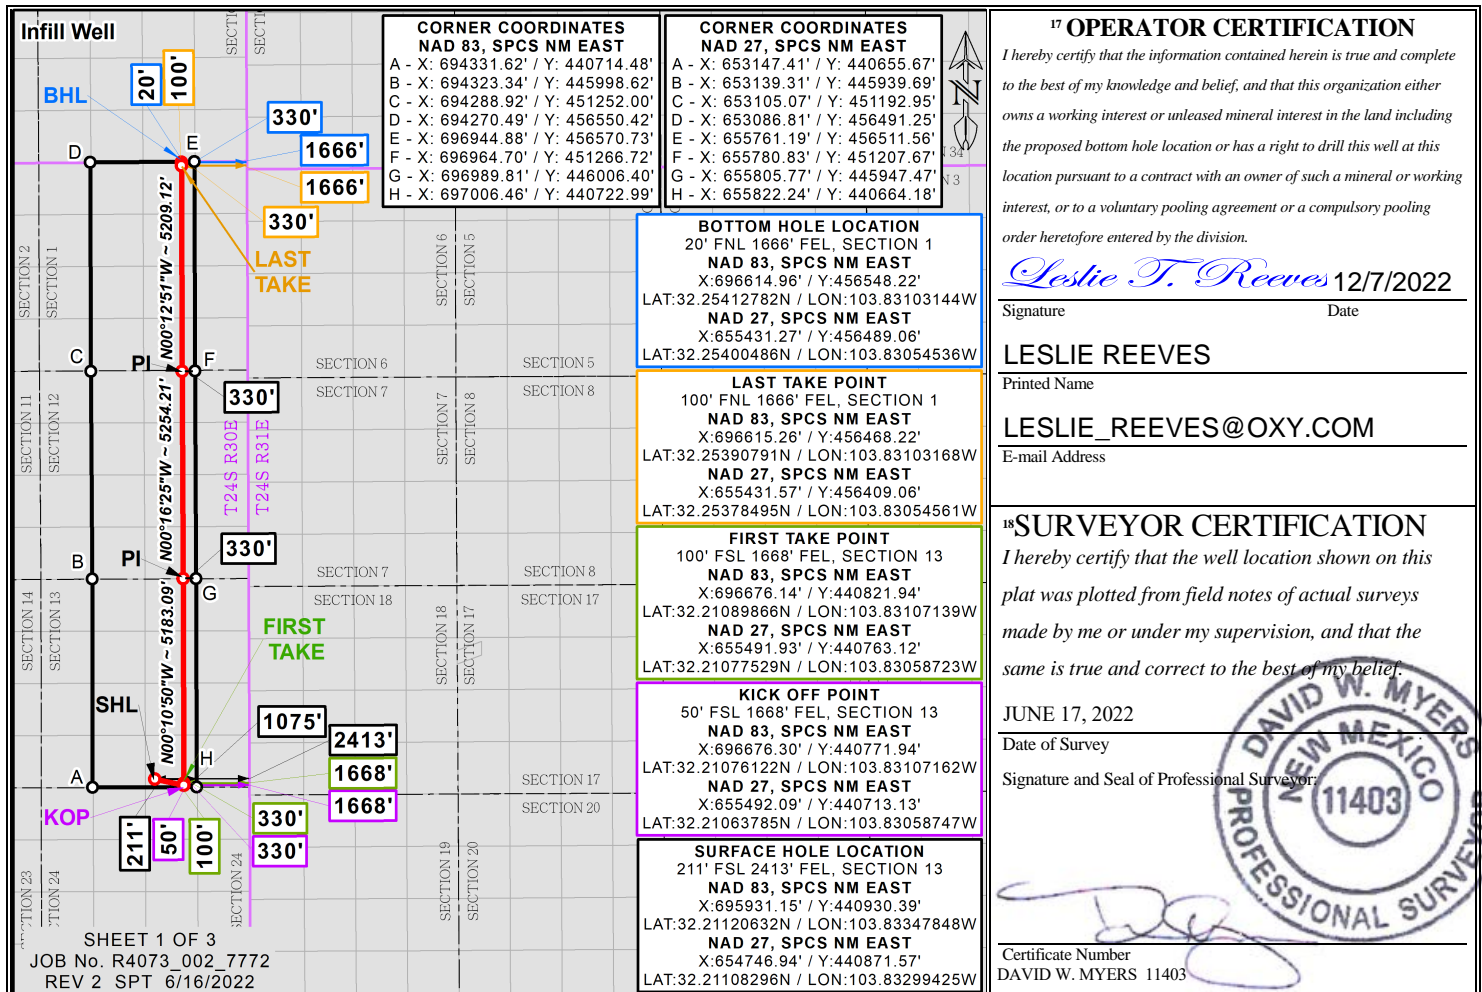 Infill Well
CORNER COORDINATES
NAD 83, SPCS NM EAST
A - X: 694331.62' / Y: 440714.48'
B - X: 694323.34' / Y: 445998.62'
C - X: 694288.92' / Y: 451252.00'
D - X: 694270.49' / Y: 456550.42'
E - X: 696944.88' / Y: 456570.73'
F - X: 696964.70' / Y: 451266.72'
G - X: 696989.81' / Y: 446006.40'
H - X: 697006.46' / Y: 440722.99'
CORNER COORDINATES
NAD 27, SPCS NM EAST
A - X: 653147.41' / Y: 440655.67'
B - X: 653139.31' / Y: 445939.69'
C - X: 653105.07' / Y: 451192.95'
D - X: 653086.81' / Y: 456491.25'
E - X: 655761.19' / Y: 456511.56'
F - X: 655780.83' / Y: 451207.67'
G - X: 655805.77' / Y: 445947.47'
H - X: 655822.24' / Y: 440664.18'
N
BHL
20'
100'
330'
1666'
1666'
330'
LAST
TAKE
D
E
C
F
B
G
A
H
PI
330'
PI
330'
N00°12'51"W ~ 5209.12'
N00°16'25"W ~ 5254.21'
N00°10'50"W ~ 5183.09'
SECTION 2
SECTION 1
SECTION 11
SECTION 12
SECTION 14
SECTION 13
SECTION 6
SECTION 5
SECTION 6
SECTION 5
SECTION 7
SECTION 8
SECTION 7
SECTION 8
SECTION 7
SECTION 8
SECTION 18
SECTION 17
SECTION 18
SECTION 17
SECTION 17
SECTION 20
SECTION 19
SECTION 20
T24S R30E
T24S R31E
FIRST
TAKE
SHL
KOP
1075'
2413'
1668'
1668'
330'
330'
211'
50'
100'
SHEET 1 OF 3
JOB No. R4073_002_7772
REV 2 SPT 6/16/2022
BOTTOM HOLE LOCATION
20' FNL 1666' FEL, SECTION 1
NAD 83, SPCS NM EAST
X:696614.96' / Y:456548.22'
LAT:32.25412782N / LON:103.83103144W
NAD 27, SPCS NM EAST
X:655431.27' / Y:456489.06'
LAT:32.25400486N / LON:103.83054536W
LAST TAKE POINT
100' FNL 1666' FEL, SECTION 1
NAD 83, SPCS NM EAST
X:696615.26' / Y:456468.22'
LAT:32.25390791N / LON:103.83103168W
NAD 27, SPCS NM EAST
X:655431.57' / Y:456409.06'
LAT:32.25378495N / LON:103.83054561W
FIRST TAKE POINT
100' FSL 1668' FEL, SECTION 13
NAD 83, SPCS NM EAST
X:696676.14' / Y:440821.94'
LAT:32.21089866N / LON:103.83107139W
NAD 27, SPCS NM EAST
X:655491.93' / Y:440763.12'
LAT:32.21077529N / LON:103.83058723W
KICK OFF POINT
50' FSL 1668' FEL, SECTION 13
NAD 83, SPCS NM EAST
X:696676.30' / Y:440771.94'
LAT:32.21076122N / LON:103.83107162W
NAD 27, SPCS NM EAST
X:655492.09' / Y:440713.13'
LAT:32.21063785N / LON:103.83058747W
SURFACE HOLE LOCATION
211' FSL 2413' FEL, SECTION 13
NAD 83, SPCS NM EAST
X:695931.15' / Y:440930.39'
LAT:32.21120632N / LON:103.83347848W
NAD 27, SPCS NM EAST
X:654746.94' / Y:440871.57'
LAT:32.21108296N / LON:103.83299425W
17 OPERATOR CERTIFICATION
I hereby certify that the information contained herein is true and complete
to the best of my knowledge and belief, and that this organization either
owns a working interest or unleased mineral interest in the land including
the proposed bottom hole location or has a right to drill this well at this
location pursuant to a contract with an owner of such a mineral or working
interest, or to a voluntary pooling agreement or a compulsory pooling
order heretofore entered by the division.
Leslie T. Reeves 12/7/2022
Signature Date
LESLIE REEVES
Printed Name
LESLIE_REEVES@OXY.COM
E-mail Address
18 SURVEYOR CERTIFICATION
I hereby certify that the well location shown on this
plat was plotted from field notes of actual surveys
made by me or under my supervision, and that the
same is true and correct to the best of my belief.
JUNE 17, 2022
Date of Survey
Signature and Seal of Professional Surveyor:
DAVID W. MYERS
NEW MEXICO
11403
PROFESSIONAL SURVEYOR
Certificate Number
DAVID W. MYERS 11403